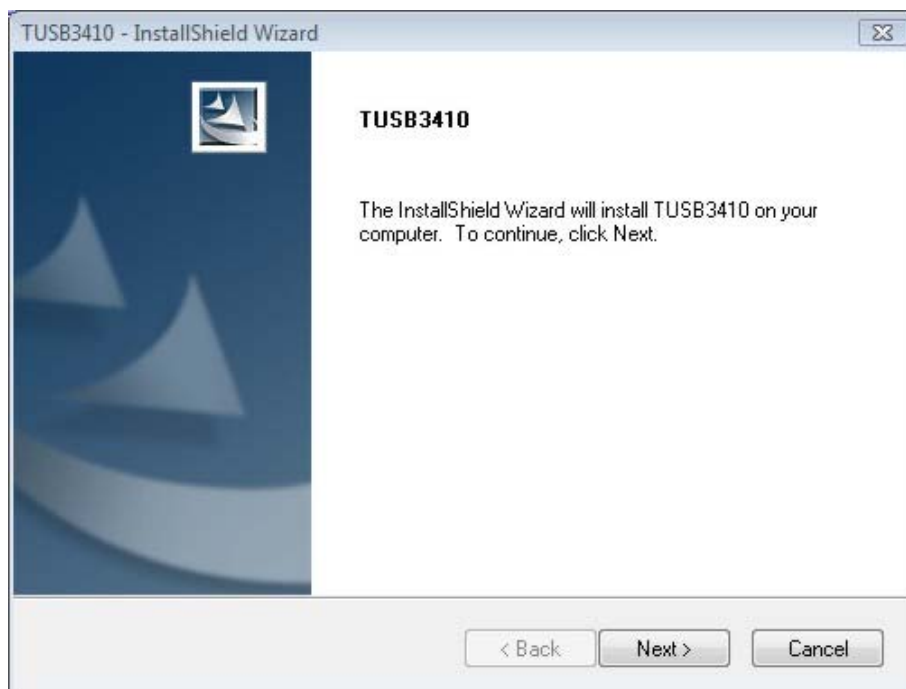 TUSB3410 - InstallShield Wizard
TUSB3410
The InstallShield Wizard will install TUSB3410 on your
computer.  To continue, click Next.
< Back
Next >
Cancel